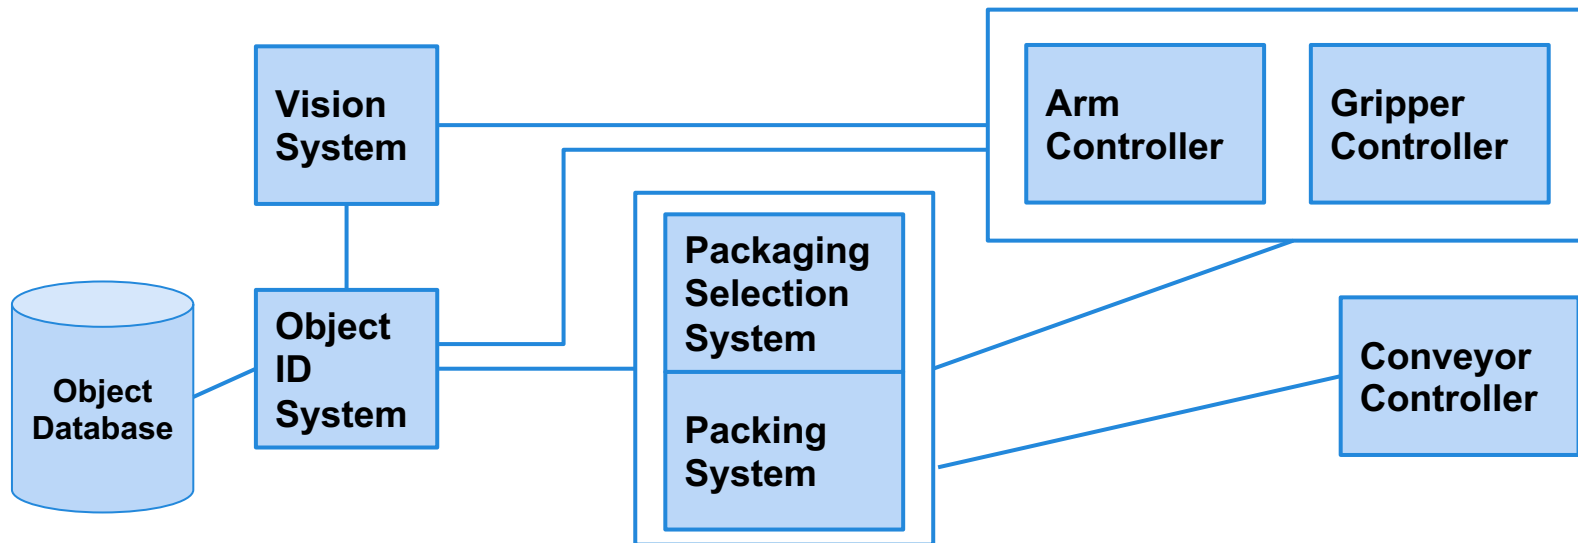 Vision
System
Arm
Controller
Gripper
Controller
Object
Database
Object
ID
System
Packaging
Selection
System
Packing
System
Conveyor
Controller